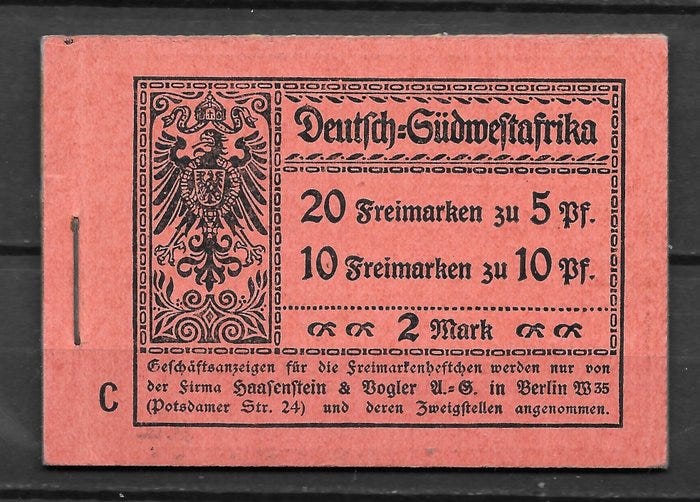 Deutsch=Südwestafrika
20 Freimarken zu 5 Pf.
10 Freimarken zu 10 Pf.
2 Mark
Geschäftsanzeigen für die Freimarkenheftchen werden nur von
der Firma Haasenstein & Vogler A.=G. in Berlin W35
(Potsdamer Str. 24) und deren Zweigstellen angenommen.
C